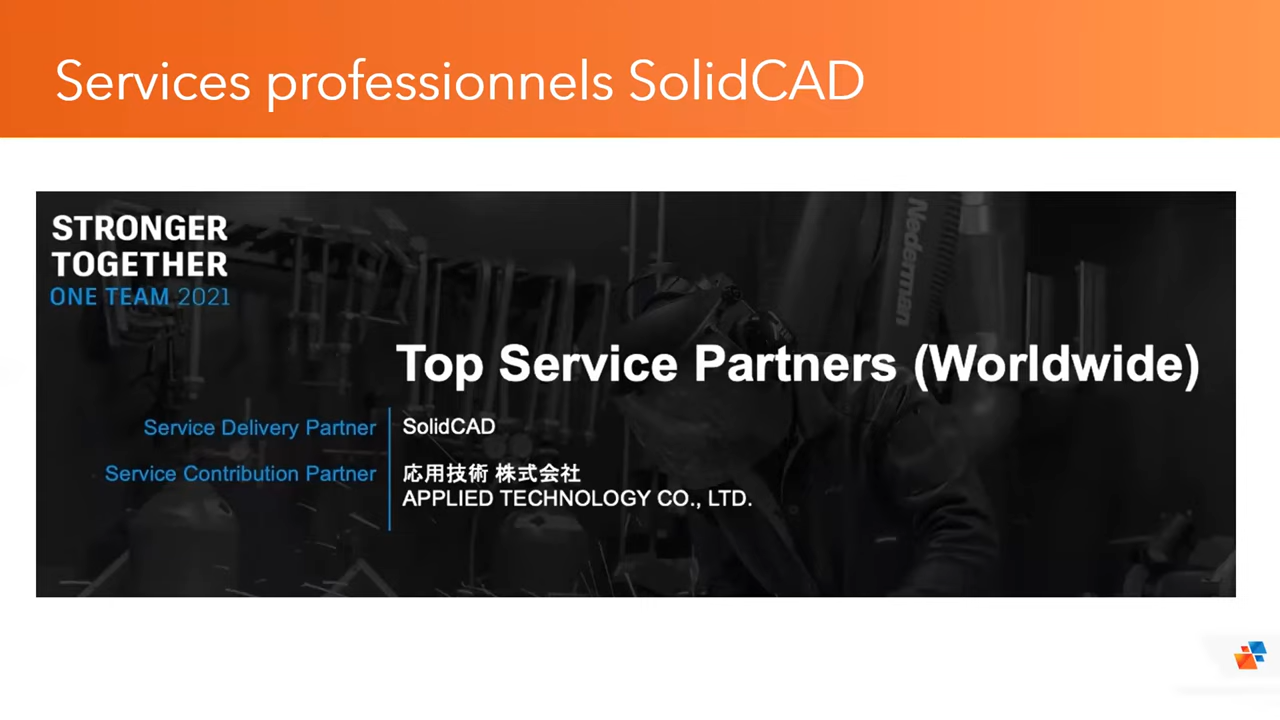 Services professionnels SolidCAD
STRONGER
TOGETHER
ONE TEAM 2021
Nederman
Top Service Partners (Worldwide)
Service Delivery Partner
SolidCAD
Service Contribution Partner
応用技術 株式会社
APPLIED TECHNOLOGY CO., LTD.